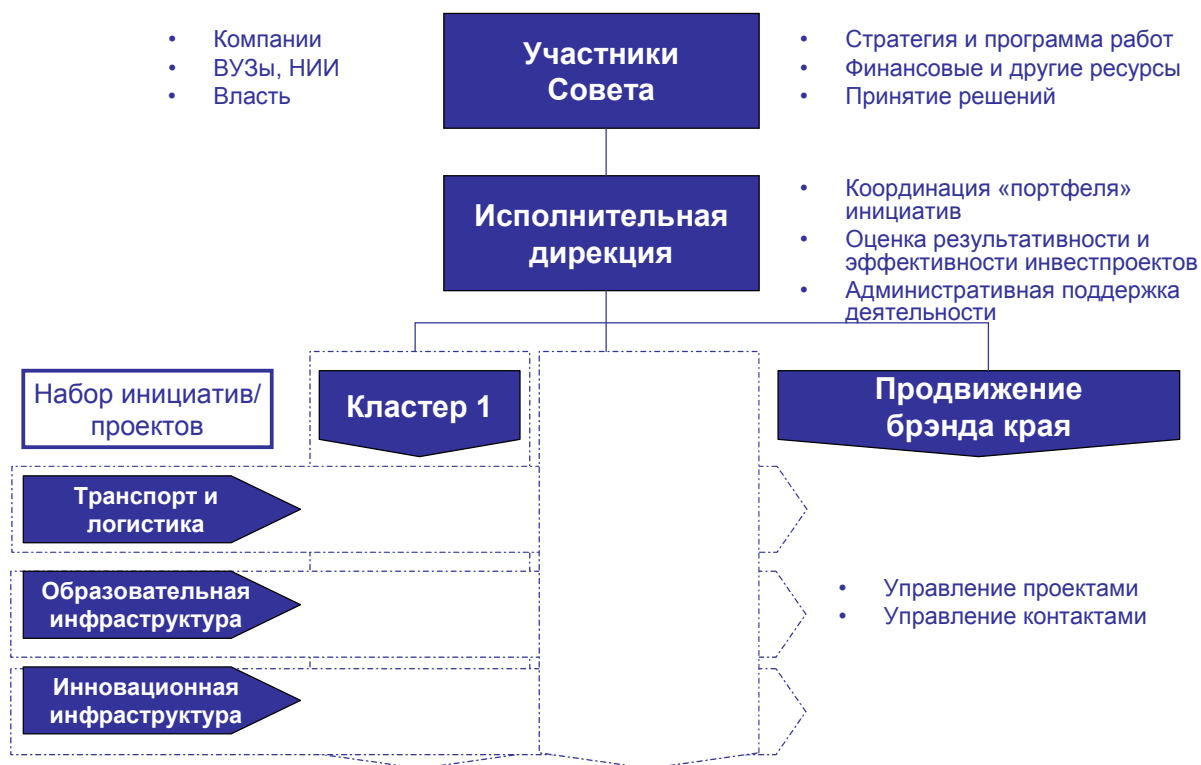 • Компании
• ВУЗы, НИИ
• Власть
Участники
Совета
• Стратегия и программа работ
• Финансовые и другие ресурсы
• Принятие решений
Исполнительная
дирекция
• Координация «портфеля»
инициатив
• Оценка результативности и
эффективности инвестпроектов
• Административная поддержка
деятельности
Набор инициатив/
проектов
Кластер 1
Продвижение
брэнда края
Транспорт и
логистика
Образовательная
инфраструктура
• Управление проектами
• Управление контактами
Инновационная
инфраструктура